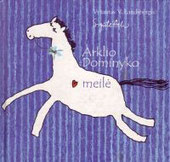 Vytautas V. Landsbergis
Arklio
Dominyko
meilė